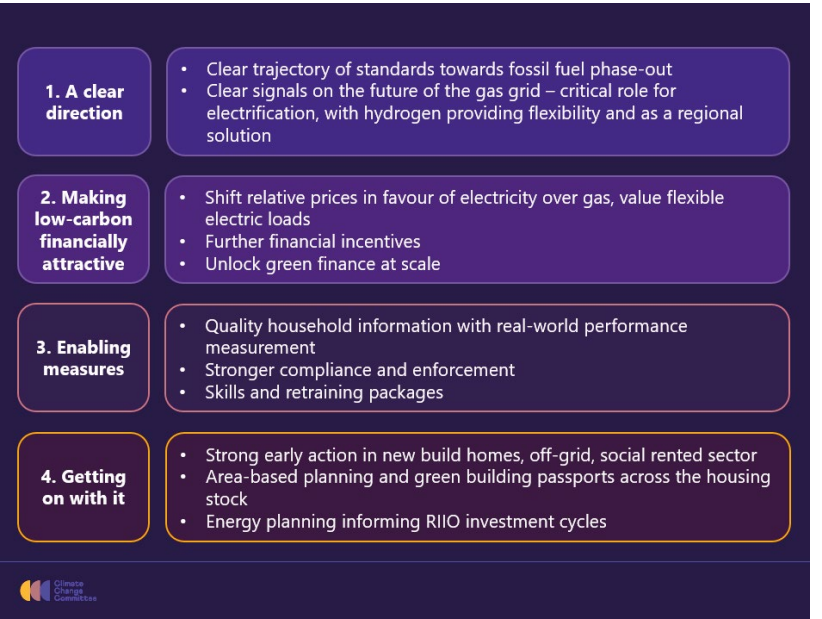 1. A clear
direction
• Clear trajectory of standards towards fossil fuel phase-out
• Clear signals on the future of the gas grid – critical role for
electrification, with hydrogen providing flexibility and as a regional
solution
2. Making
low-carbon
financially
attractive
• Shift relative prices in favour of electricity over gas, value flexible
electric loads
• Further financial incentives
• Unlock green finance at scale
3. Enabling
measures
• Quality household information with real-world performance
measurement
• Stronger compliance and enforcement
• Skills and retraining packages
4. Getting
on with it
• Strong early action in new build homes, off-grid, social rented sector
• Area-based planning and green building passports across the housing
stock
• Energy planning informing RIIO investment cycles
Climate
Change
Committee